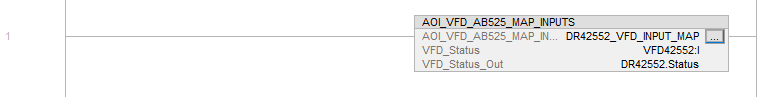 AOI_VFD_AB525_MAP_INPUTS
1
AOI_VFD_AB525_MAP_IN... DR42552_VFD_INPUT_MAP ...
VFD_Status VFD42552:I
VFD_Status_Out DR42552.Status